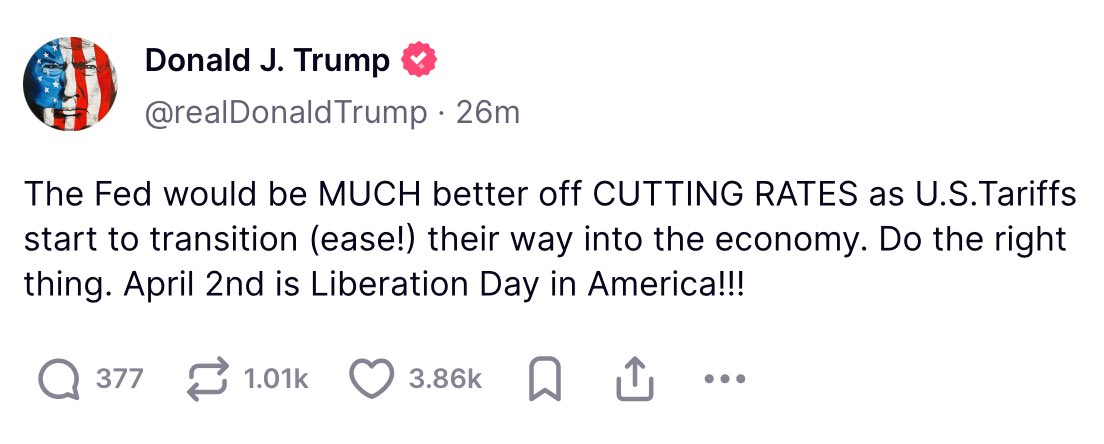 Donald J. Trump
@realDonaldTrump · 26m
The Fed would be MUCH better off CUTTING RATES as U.S.Tariffs
start to transition (ease!) their way into the economy. Do the right
thing. April 2nd is Liberation Day in America!!!
377 1.01k 3.86k